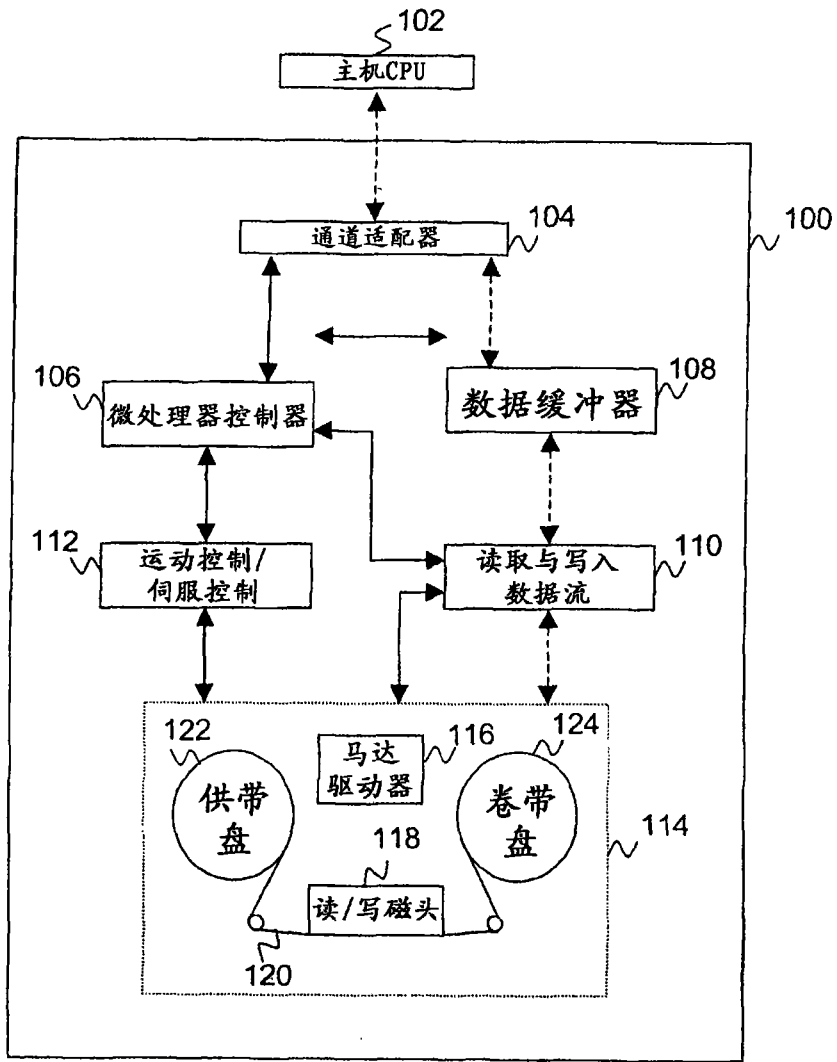 102
主机CPU
104
通道适配器
100
106
108
微处理器控制器
数据缓冲器
112
110
运动控制/
伺服控制
读取与写入
数据流
122
116
124
马达
驱动器
供带
盘
卷带
盘
118
114
读/写磁头
120